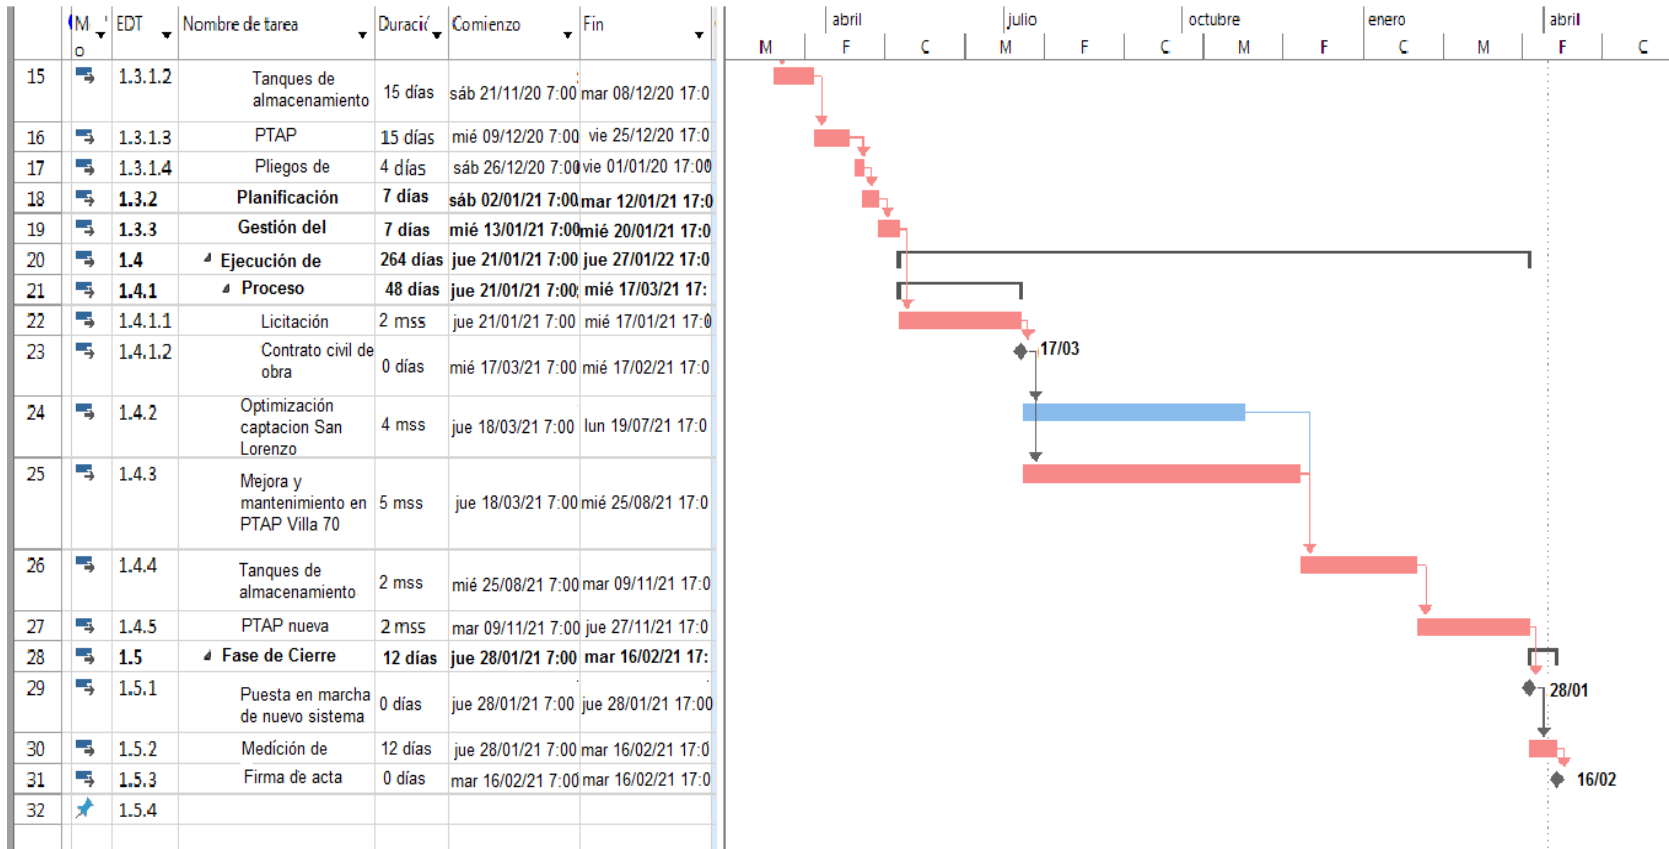 M
o
EDT
Nombre de tarea
Duració
Comienzo
Fin
abril julio octubre enero abril
M F C M F C M F C M F C
15 1.3.1.2 Tanques de
almacenamiento 15 días sáb 21/11/20 7:00 mar 08/12/20 17:0
16 1.3.1.3 PTAP 15 días mié 09/12/20 7:00 vie 25/12/20 17:0
17 1.3.1.4 Pliegos de 4 días sáb 26/12/20 7:00 vie 01/01/20 17:00
18 1.3.2 Planificación 7 días sáb 02/01/21 7:00 mar 12/01/21 17:0
19 1.3.3 Gestión del 7 días mié 13/01/21 7:00 mié 20/01/21 17:0
20 1.4 Ejecución de 264 días jue 21/01/21 7:00 jue 27/01/22 17:0
21 1.4.1 Proceso 48 días jue 21/01/21 7:00 mié 17/03/21 17:
22 1.4.1.1 Licitación 2 mss jue 21/01/21 7:00 mié 17/01/21 17:0
23 1.4.1.2 Contrato civil de
obra 0 días mié 17/03/21 7:00 mié 17/02/21 17:0
17/03
24 1.4.2 Optimización
captacion San
Lorenzo 4 mss jue 18/03/21 7:00 lun 19/07/21 17:0
25 1.4.3 Mejora y
mantenimiento en
PTAP Villa 70 5 mss jue 18/03/21 7:00 mié 25/08/21 17:0
26 1.4.4 Tanques de
almacenamiento 2 mss mié 25/08/21 7:00 mar 09/11/21 17:0
27 1.4.5 PTAP nueva 2 mss mar 09/11/21 7:00 jue 27/11/21 17:0
28 1.5 Fase de Cierre 12 días jue 28/01/21 7:00 mar 16/02/21 17:
29 1.5.1 Puesta en marcha
de nuevo sistema 0 días jue 28/01/21 7:00 jue 28/01/21 17:00
28/01
30 1.5.2 Medición de 12 días jue 28/01/21 7:00 mar 16/02/21 17:0
31 1.5.3 Firma de acta 0 días mar 16/02/21 7:00 mar 16/02/21 17:0
16/02
32 1.5.4